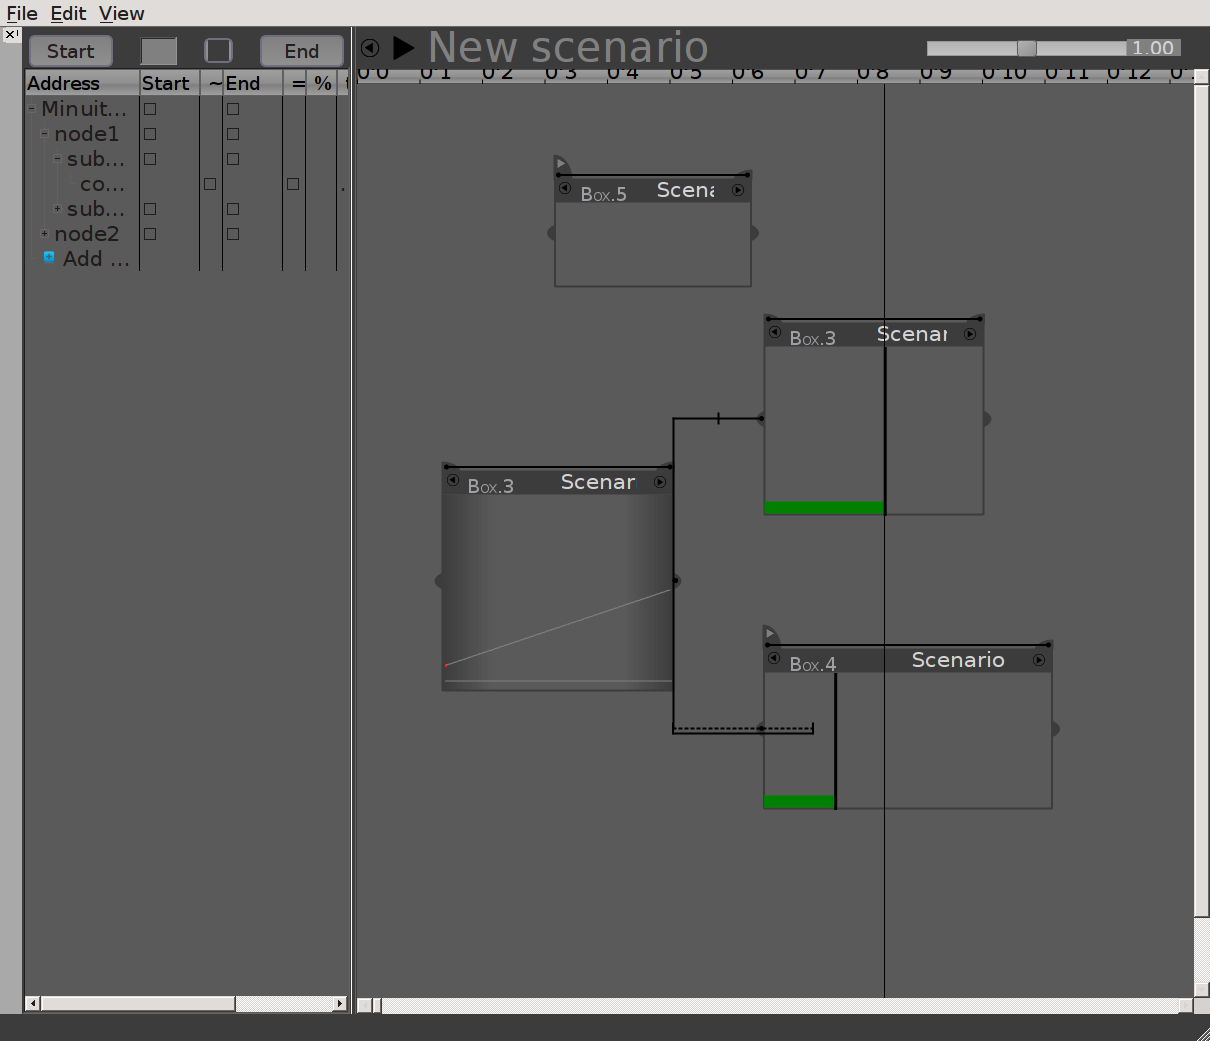 File Edit View
Start End New scenario 1.00
Address Start ~ End = %
0'0 0'1 0'2 0'3 0'4 0'5 0'6 0'7 0'8 0'9 0'10 0'11 0'12
Minuit...
node1
sub...
co...
sub...
node2
Add ...
Box.5 Scena
Box.3 Scenar
Box.3 Scenar
Box.4 Scenario